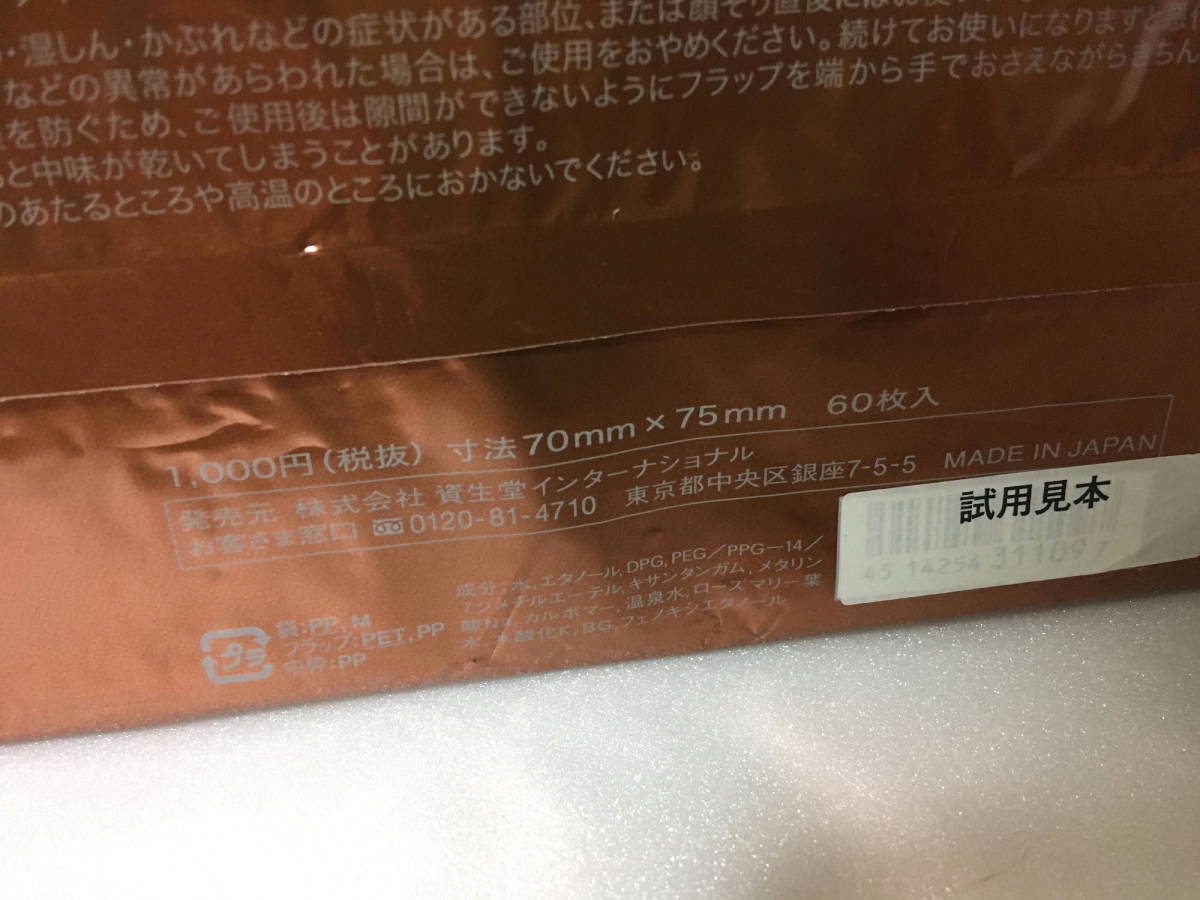 ・湿しん・かぶれなどの症状がある部位、または顔そり直後にはお使い
などの異常があらわれた場合は、ご使用をおやめください。続けてお使いになりますと
を防ぐため、ご使用後は隙間ができないようにフラップを端から手でおさえながらきちん
と中味が乾いてしまうことがあります。
のあたるところや高温のところにおかないでください。
1,000円(税抜) 寸法70mm×75mm 60枚入
発売元 株式会社 資生堂インターナショナル
お客さま窓口 0120-81-4710 東京都中央区銀座7-5-5 MADE IN JAPAN
試用見本
4514254311097
プラ
袋:PP,M
フラップ:PET,PP
中枠:PP
成分:水,エタノール,DPG,PEG/PPG-14/
7ジメチルエーテル,キサンタンガム,メタリン
酸Na,カルボマー,温泉水,ローズマリー葉
水,水酸化K,BG,フェノキシエタノール